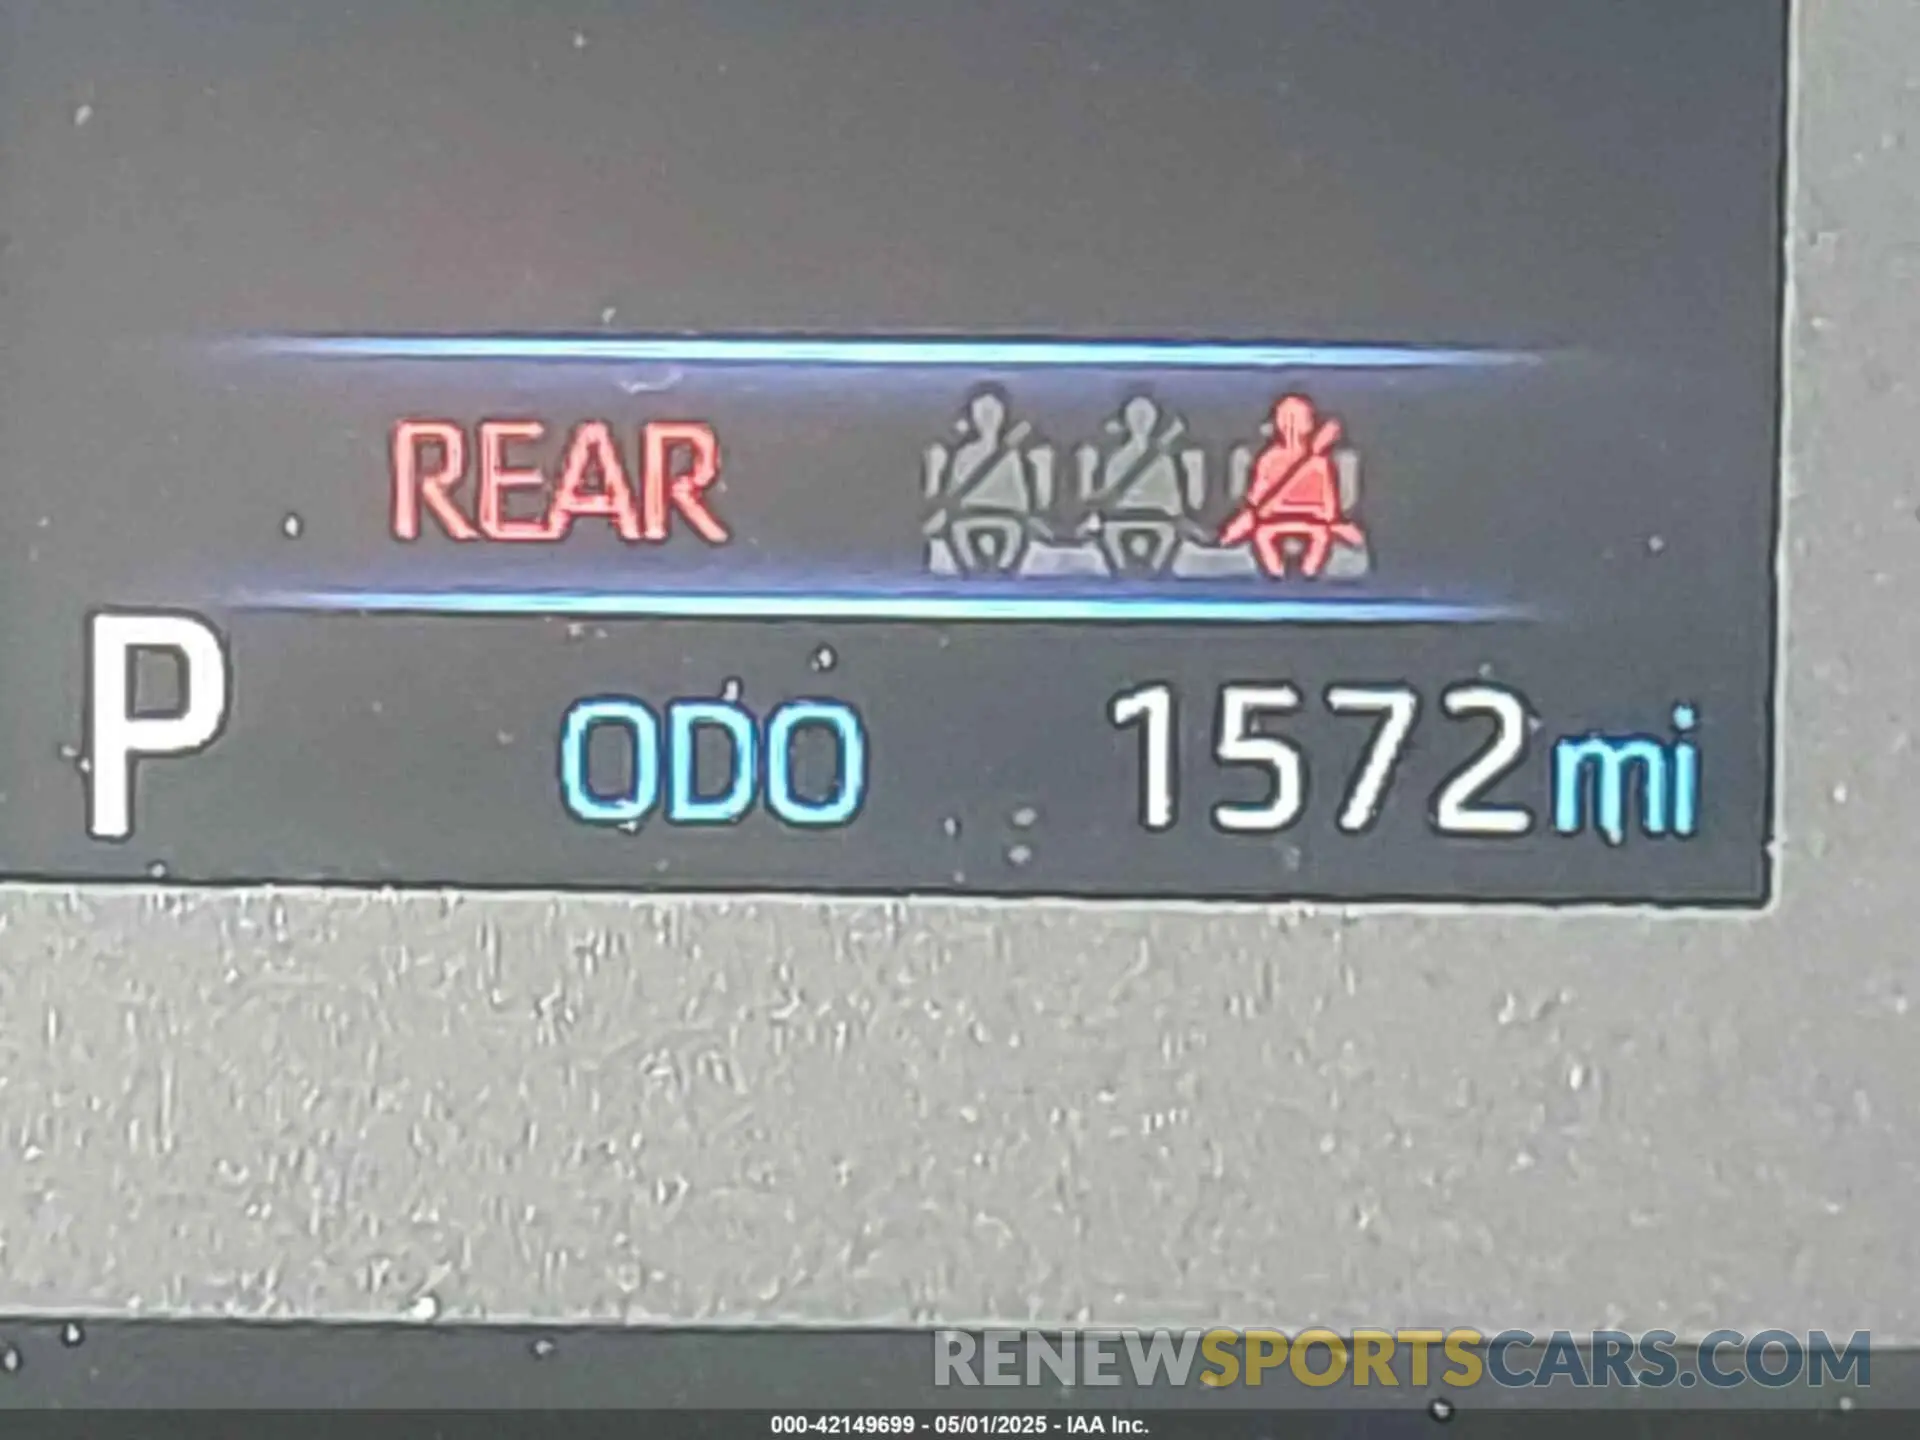 REAR
P ODO 1572mi
RENEWSPORTSCARS.COM
000-42149699 - 05/01/2025 - IAA Inc.